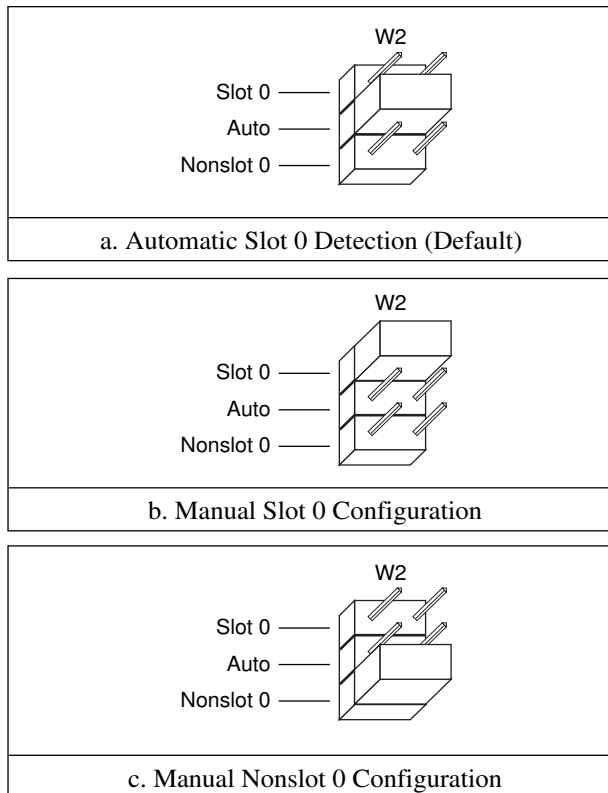 W2
Slot 0
Auto
Nonslot 0
a. Automatic Slot 0 Detection (Default)
W2
Slot 0
Auto
Nonslot 0
b. Manual Slot 0 Configuration
W2
Slot 0
Auto
Nonslot 0
c. Manual Nonslot 0 Configuration